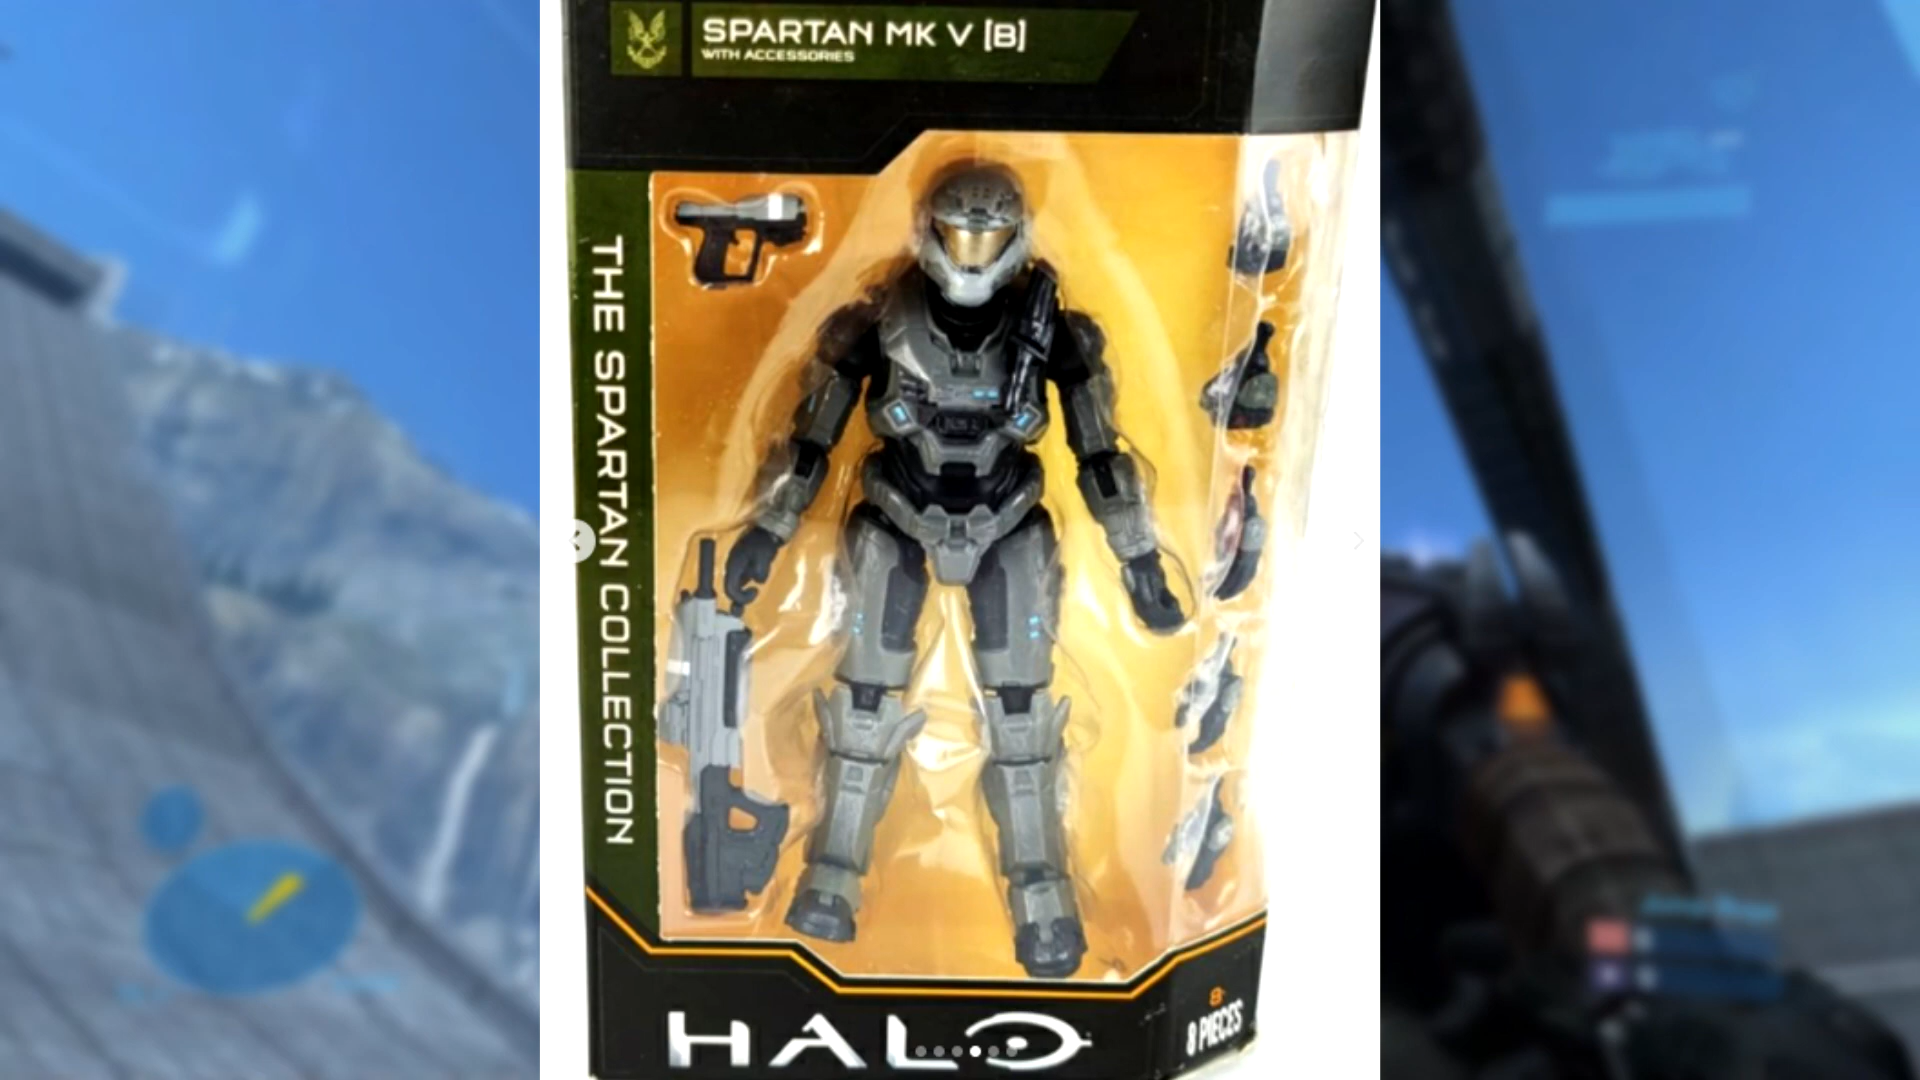 SPARTAN MK V [B]
WITH ACCESSORIES
THE SPARTAN COLLECTION
HALO
8 PIECES